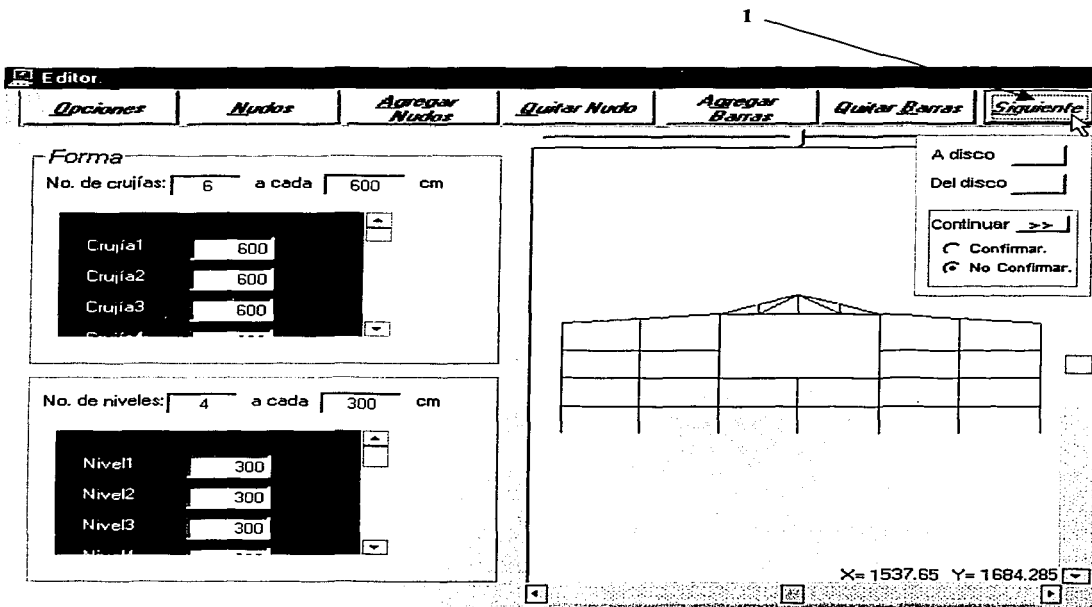 1
Editor.
Opciones Nudos Agregar Nudos Quitar Nudo Agregar Barras Quitar Barras Siguiente
Forma
No. de crujías: 6 a cada 600 cm
Crujía1 600
Crujía2 600
Crujía3 600
No. de niveles: 4 a cada 300 cm
Nivel1 300
Nivel2 300
Nivel3 300
A disco
Del disco
Continuar >>
Confirmar.
No Confirmar.
X= 1537.65 Y= 1684.285